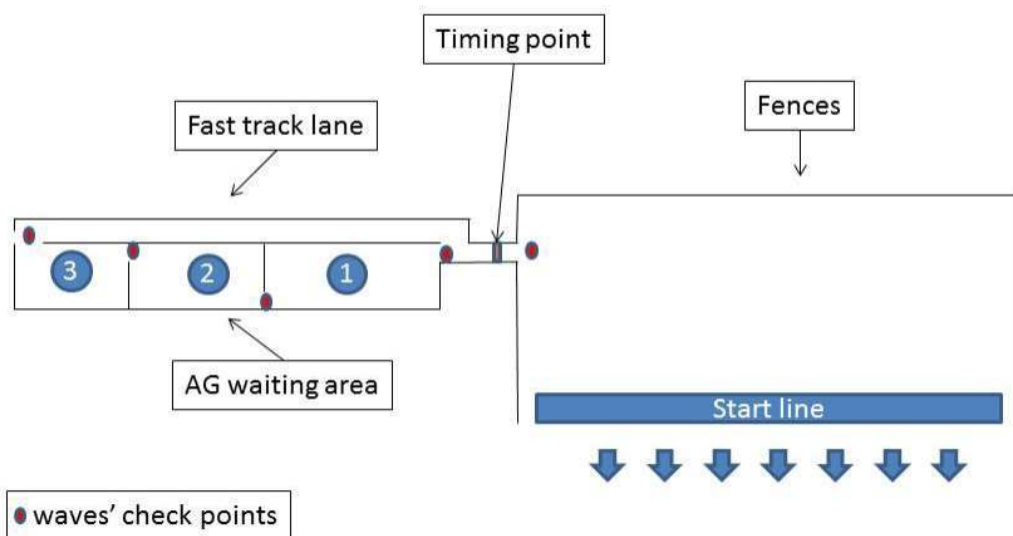 Timing point
Fences
Fast track lane
3
2
1
AG waiting area
Start line
waves' check points